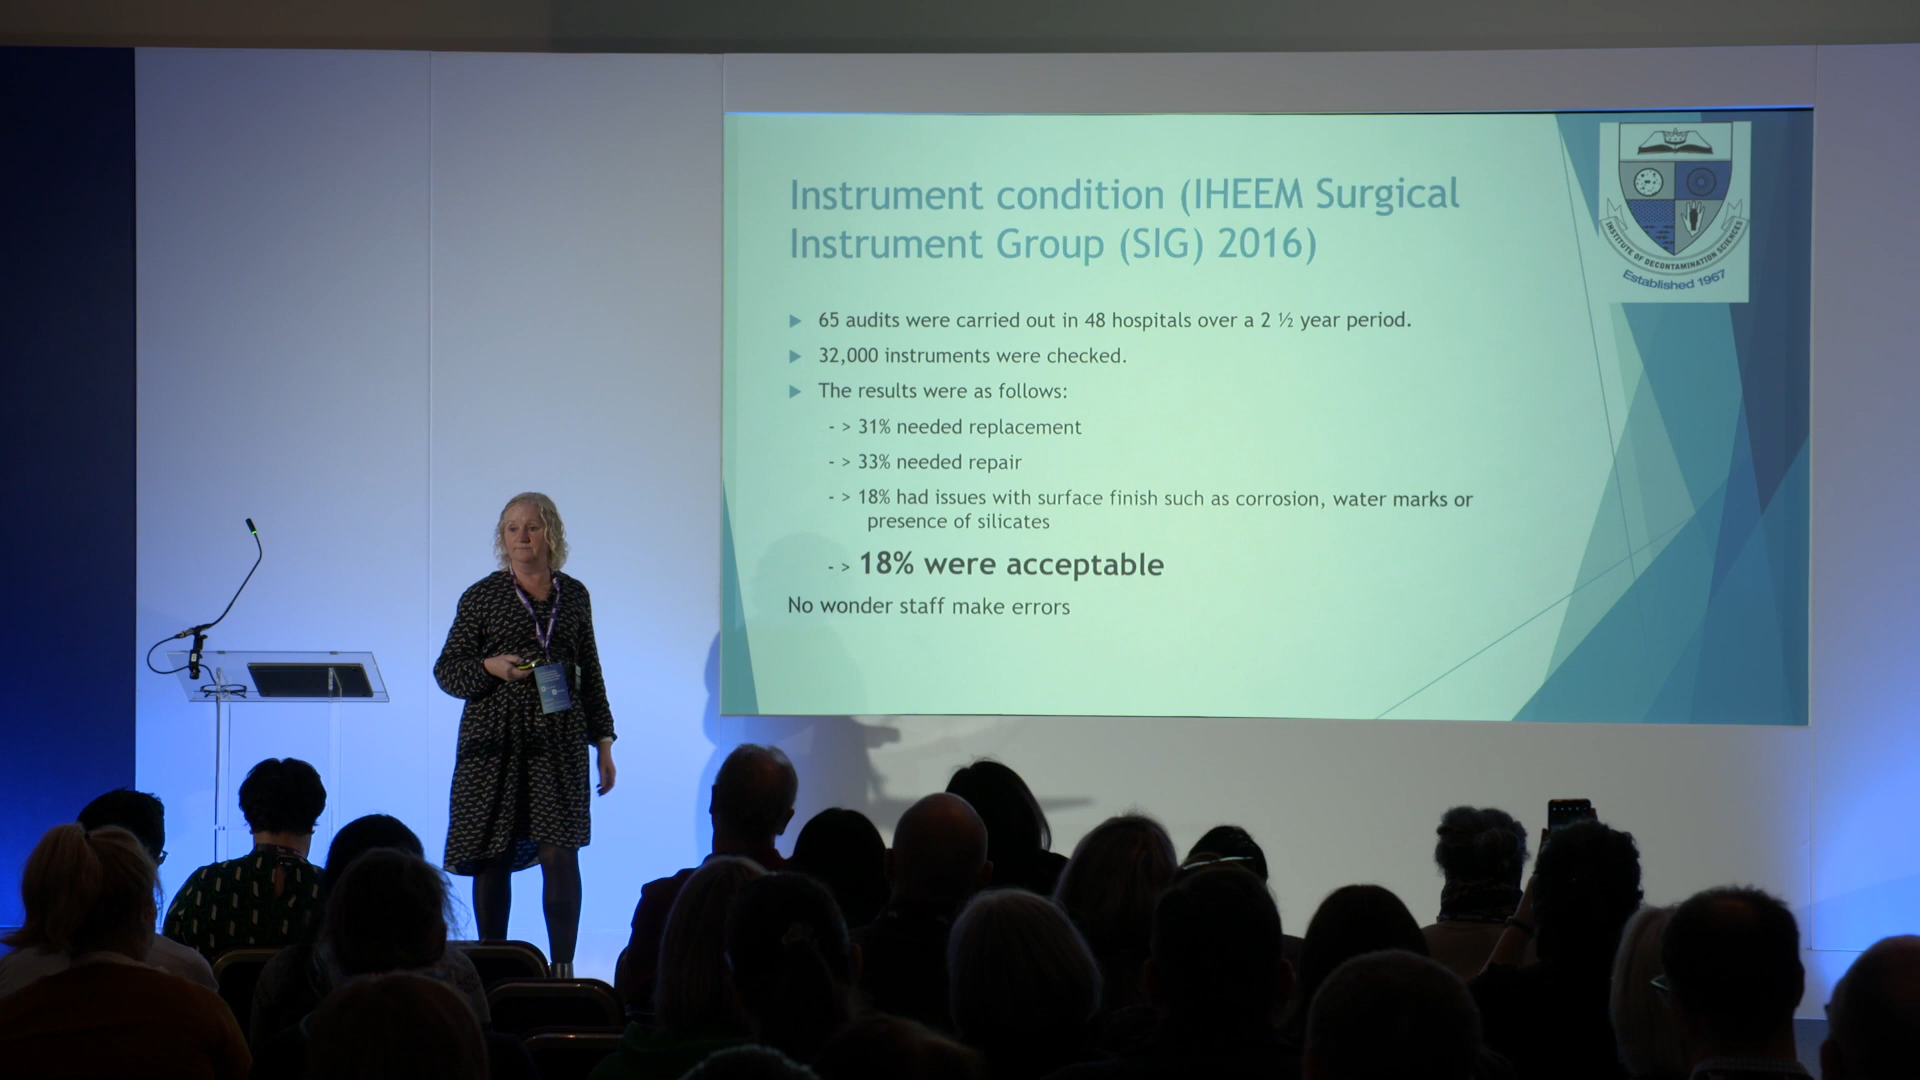 Instrument condition (IHEEM Surgical
Instrument Group (SIG) 2016)
65 audits were carried out in 48 hospitals over a 2 ½ year period.
32,000 instruments were checked.
The results were as follows:
- > 31% needed replacement
- > 33% needed repair
- > 18% had issues with surface finish such as corrosion, water marks or
presence of silicates
- > 18% were acceptable
No wonder staff make errors
INSTITUTE OF DECONTAMINATION SCIENCES
Established 1967